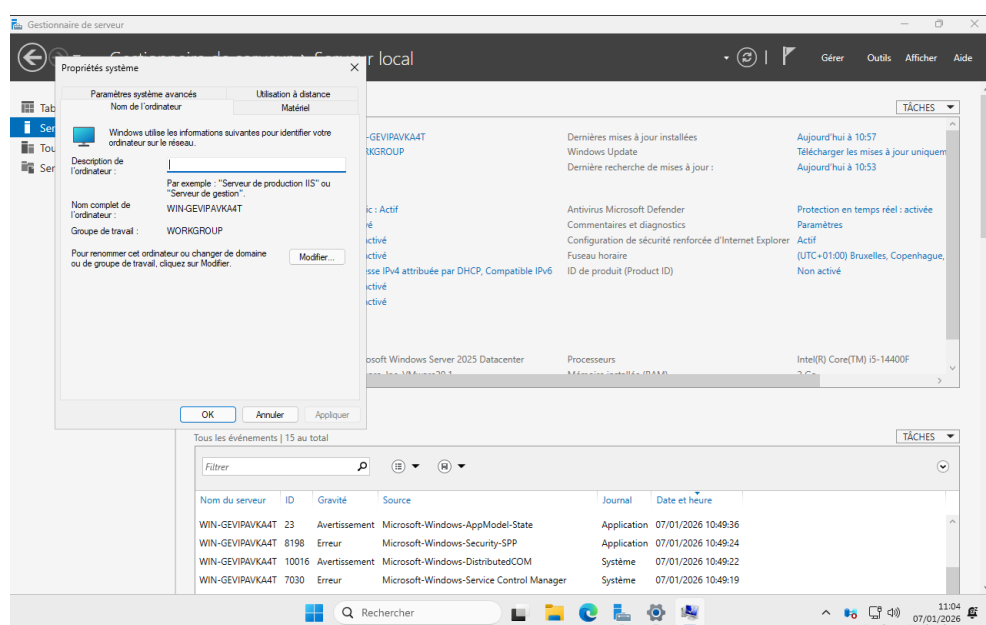 Gestionnaire de serveur
r local
Gérer Outils Afficher Aide
Propriétés système
Paramètres système avancés Utilisation à distance
Nom de l'ordinateur Matériel
Windows utilise les informations suivantes pour identifier votre
ordinateur sur le réseau.
Description de
l'ordinateur :
Par exemple : "Serveur de production IIS" ou
"Serveur de gestion".
Nom complet de
l'ordinateur :
WIN-GEVIPAVKA4T
Groupe de travail : WORKGROUP
Pour renommer cet ordinateur ou changer de domaine
ou de groupe de travail, cliquez sur Modifier.
Modifier...
OK Annuler Appliquer
Tab
Ser
Tou
Ser
TÂCHES
-GEVIPAVKA4T Dernières mises à jour installées Aujourd'hui à 10:57
RKGROUP Windows Update Télécharger les mises à jour uniquem
Dernière recherche de mises à jour : Aujourd'hui à 10:53
ic : Actif Antivirus Microsoft Defender Protection en temps réel : activée
vé Commentaires et diagnostics Paramètres
ctivé Configuration de sécurité renforcée d'Internet Explorer Actif
ctivé Fuseau horaire (UTC+01:00) Bruxelles, Copenhague,
sse IPv4 attribuée par DHCP, Compatible IPv6 ID de produit (Product ID) Non activé
ctivé
ctivé
osoft Windows Server 2025 Datacenter Processeurs Intel(R) Core(TM) i5-14400F
Tous les événements | 15 au total
TÂCHES
Filtrer
Nom du serveur ID Gravité Source Journal Date et heure
WIN-GEVIPAVKA4T 23 Avertissement Microsoft-Windows-AppModel-State Application 07/01/2026 10:49:36
WIN-GEVIPAVKA4T 8198 Erreur Microsoft-Windows-Security-SPP Application 07/01/2026 10:49:24
WIN-GEVIPAVKA4T 10016 Avertissement Microsoft-Windows-DistributedCOM Système 07/01/2026 10:49:22
WIN-GEVIPAVKA4T 7030 Erreur Microsoft-Windows-Service Control Manager Système 07/01/2026 10:49:19
Rechercher
11:04
07/01/2026